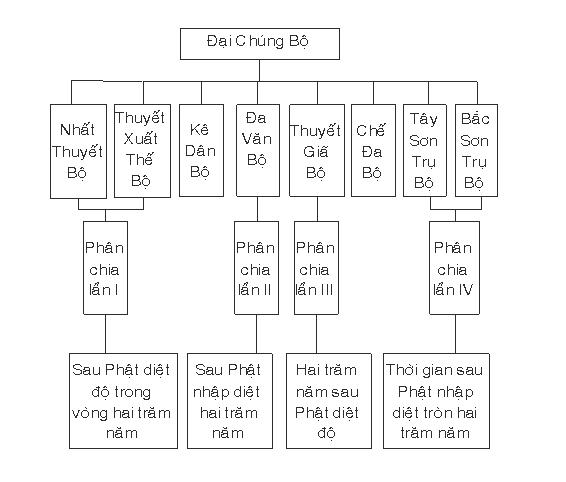 Đại Chúng Bộ
Nhất
Thuyết
Bộ
Thuyết
Xuất
Thế
Bộ
Kê
Dân
Bộ
Đa
Văn
Bộ
Thuyết
Giả
Bộ
Chế
Đa
Bộ
Tây
Sơn
Trụ
Bộ
Bắc
Sơn
Trụ
Bộ
Phân
chia
lần I
Phân
chia
lần II
Phân
chia
lần III
Phân
chia
lần IV
Sau Phật diệt
độ trong
vòng hai trăm
năm
Sau Phật
nhập diệt
hai trăm
năm
Hai trăm
năm sau
Phật diệt
độ
Thời gian sau
Phật nhập
diệt tròn hai
trăm năm